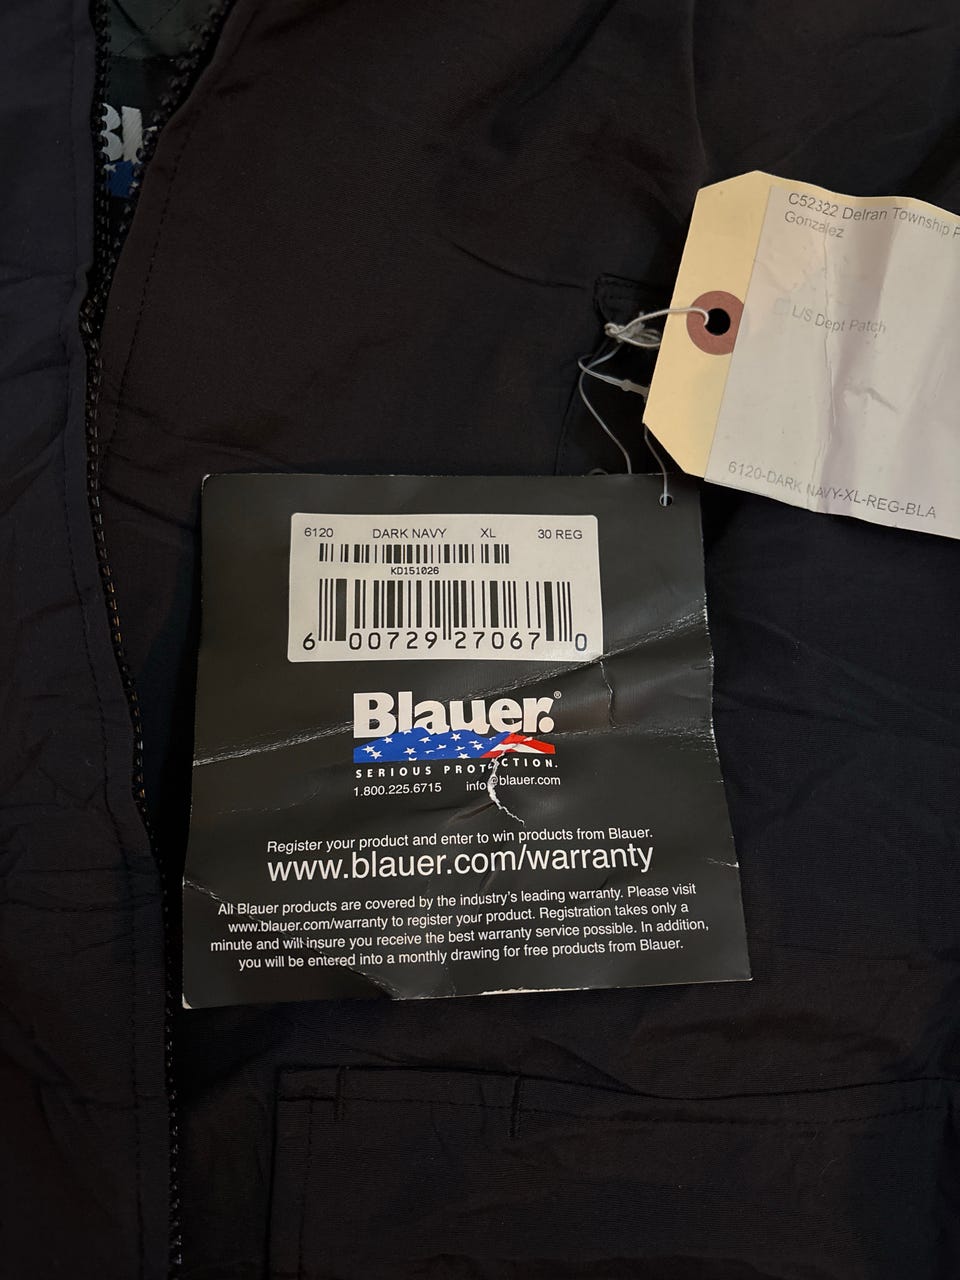 C52322 Delran Township
Gonzalez
L/S Dept Patch
6120-DARK NAVY-XL-REG-BLA
6120 DARK NAVY XL 30 REG
KD151026
6 00729 27067 0
Blauer.®
SERIOUS PROTECTION.
1.800.225.6715 info@blauer.com
Register your product and enter to win products from Blauer.
www.blauer.com/warranty
All Blauer products are covered by the industry's leading warranty. Please visit
www.blauer.com/warranty to register your product. Registration takes only a
minute and will insure you receive the best warranty service possible. In addition,
you will be entered into a monthly drawing for free products from Blauer.